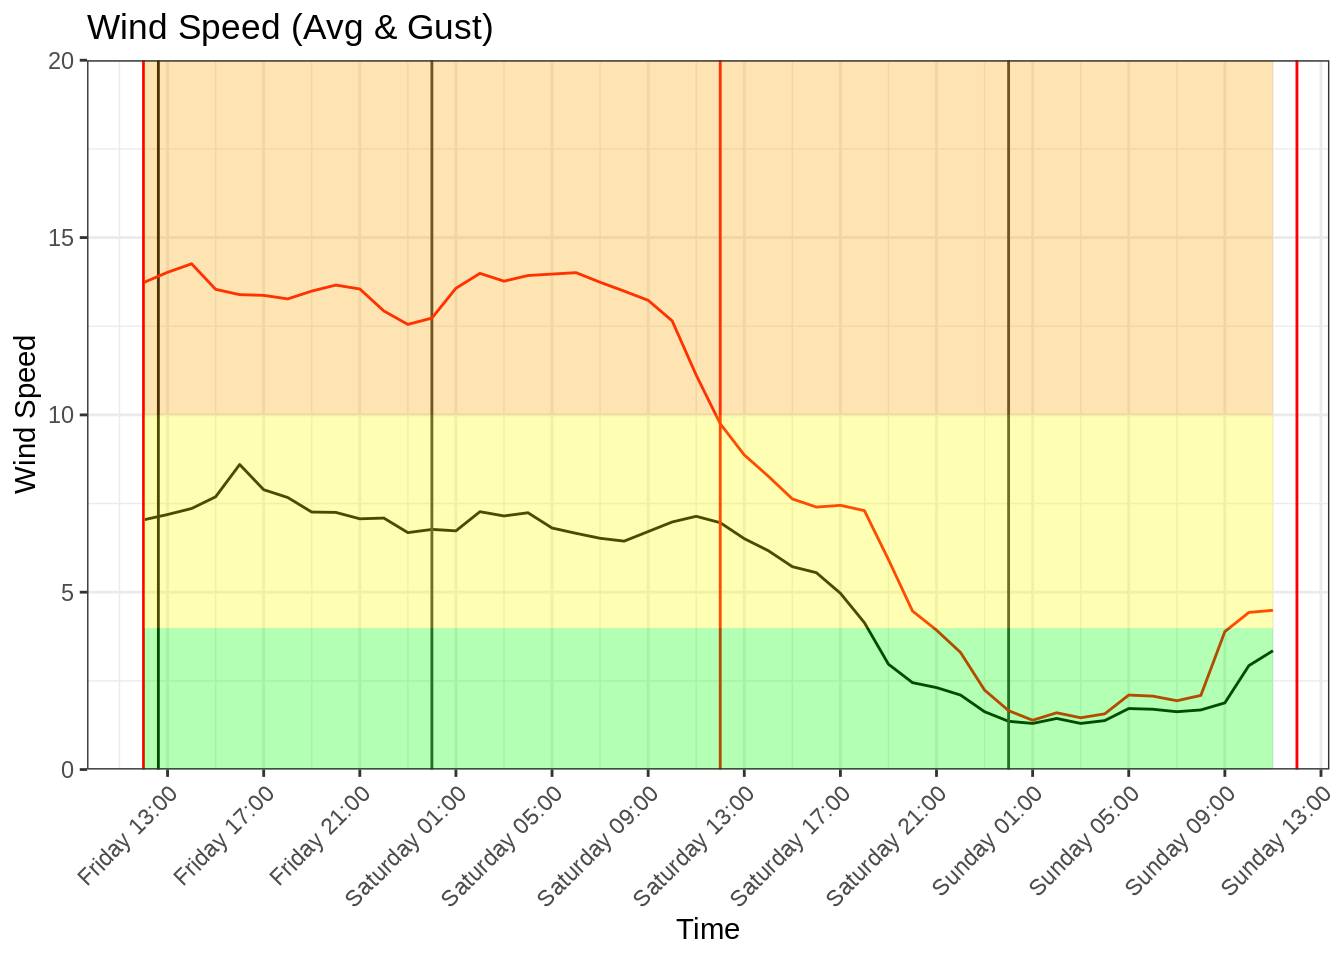 Wind Speed (Avg & Gust)
20
15
10
5
0
Wind Speed
Friday 13:00
Friday 17:00
Friday 21:00
Saturday 01:00
Saturday 05:00
Saturday 09:00
Saturday 13:00
Saturday 17:00
Saturday 21:00
Sunday 01:00
Sunday 05:00
Sunday 09:00
Sunday 13:00
Time